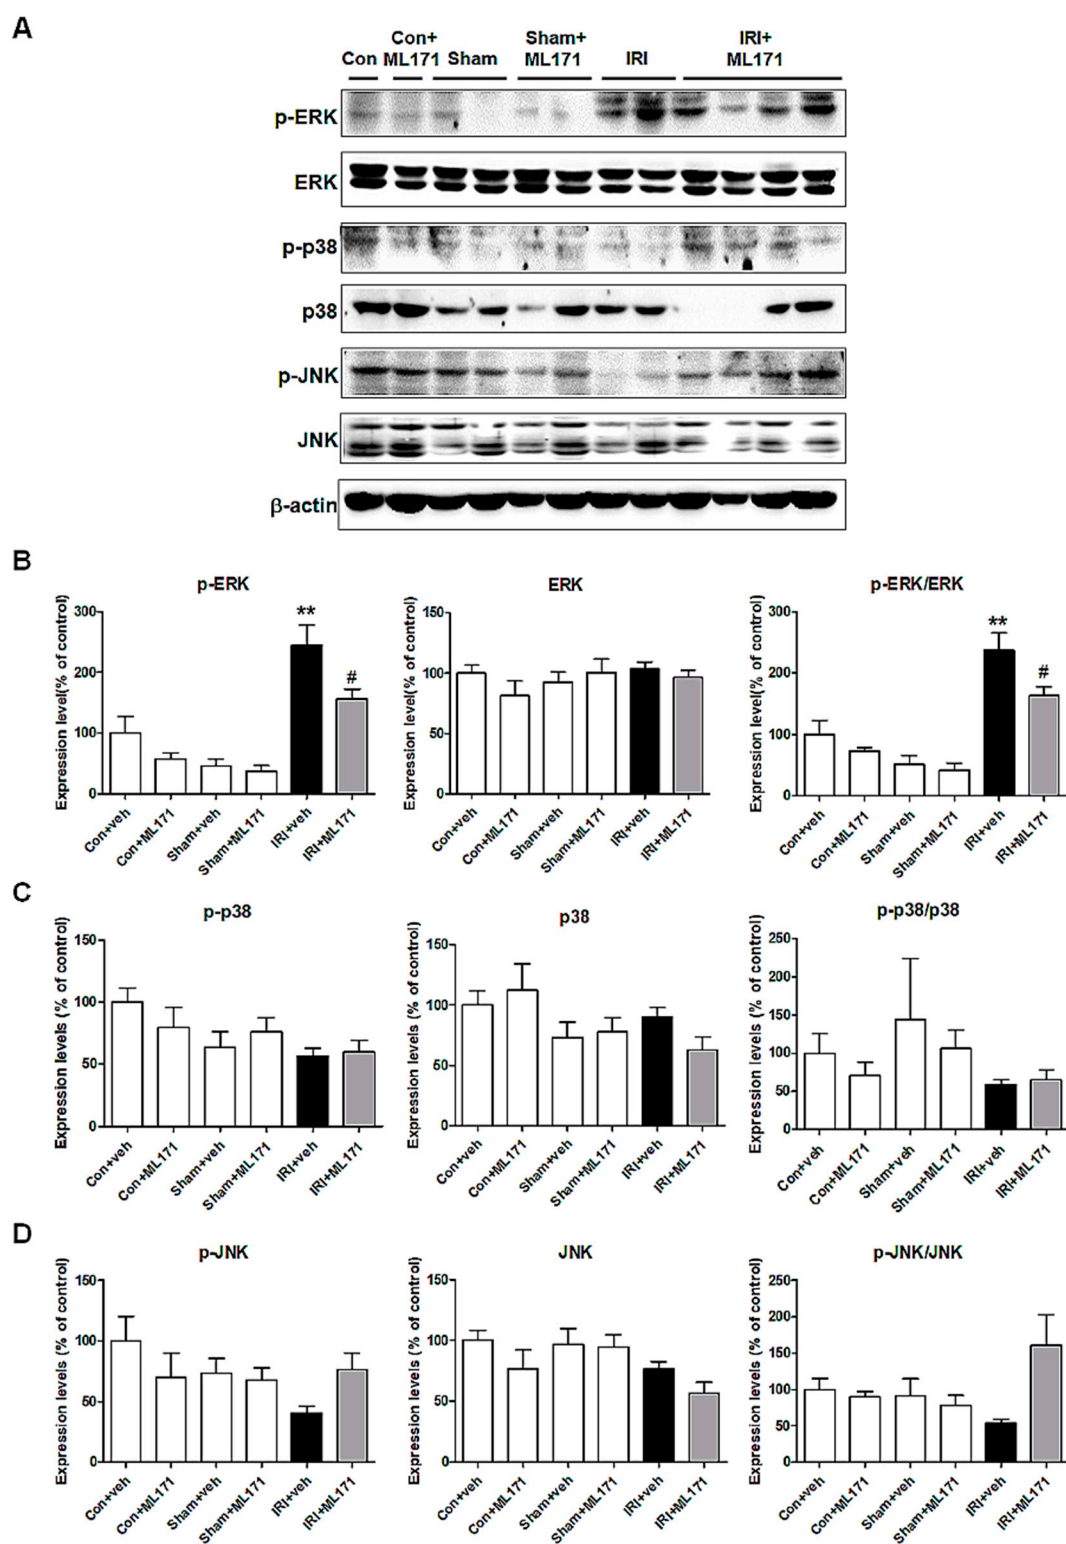 A
Con+ Sham+ IRI+
Con ML171 Sham ML171 IRI ML171
p-ERK
ERK
p-p38
p38
p-JNK
JNK
β-actin
B
p-ERK
Expression level(% of control)
300
200
100
0
**
#
Con+veh
Con+ML171
Sham+veh
Sham+ML171
IRI+veh
IRI+ML171
ERK
Expression level(% of control)
150
100
50
0
Con+veh
Con+ML171
Sham+veh
Sham+ML171
IRI+veh
IRI+ML171
p-ERK/ERK
Expression level(% of control)
300
200
100
0
**
#
Con+veh
Con+ML171
Sham+veh
Sham+ML171
IRI+veh
IRI+ML171
C
p-p38
Expression levels (% of control)
150
100
50
0
Con+veh
Con+ML171
Sham+veh
Sham+ML171
IRI+veh
IRI+ML171
p38
Expression levels (% of control)
150
100
50
0
Con+veh
Con+ML171
Sham+veh
Sham+ML171
IRI+veh
IRI+ML171
p-p38/p38
Expression levels (% of control)
250
200
150
100
50
0
Con+veh
Con+ML171
Sham+veh
Sham+ML171
IRI+veh
IRI+ML171
D
p-JNK
Expression levels (% of control)
150
100
50
0
Con+veh
Con+ML171
Sham+veh
Sham+ML171
IRI+veh
IRI+ML171
JNK
Expression levels (% of control)
150
100
50
0
Con+veh
Con+ML171
Sham+veh
Sham+ML171
IRI+veh
IRI+ML171
p-JNK/JNK
Expression levels (% of control)
250
200
150
100
50
0
Con+veh
Con+ML171
Sham+veh
Sham+ML171
IRI+veh
IRI+ML171